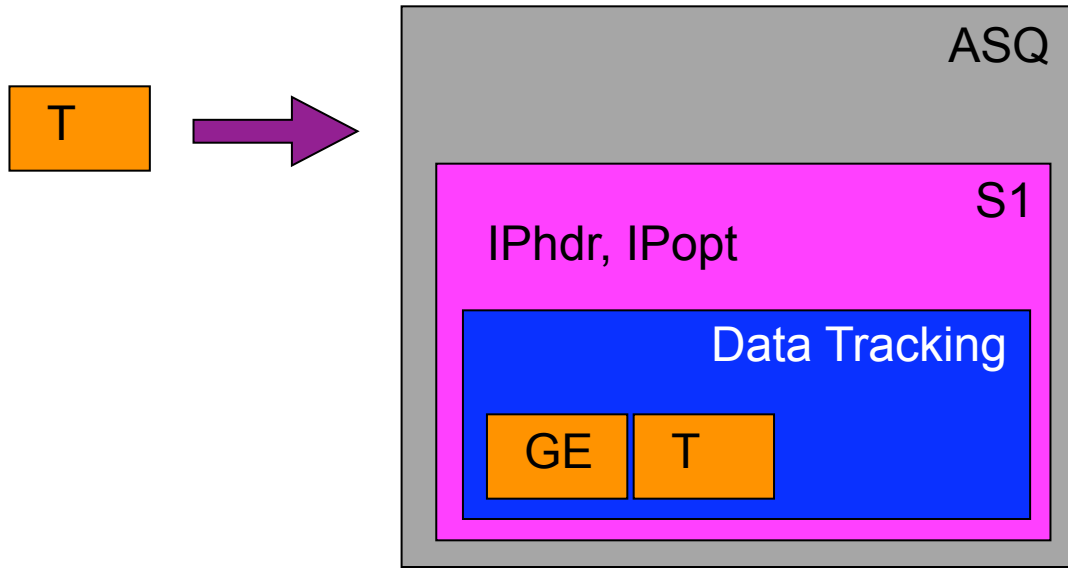 ASQ
T
S1
IPhdr, IPopt
Data Tracking
GE
T